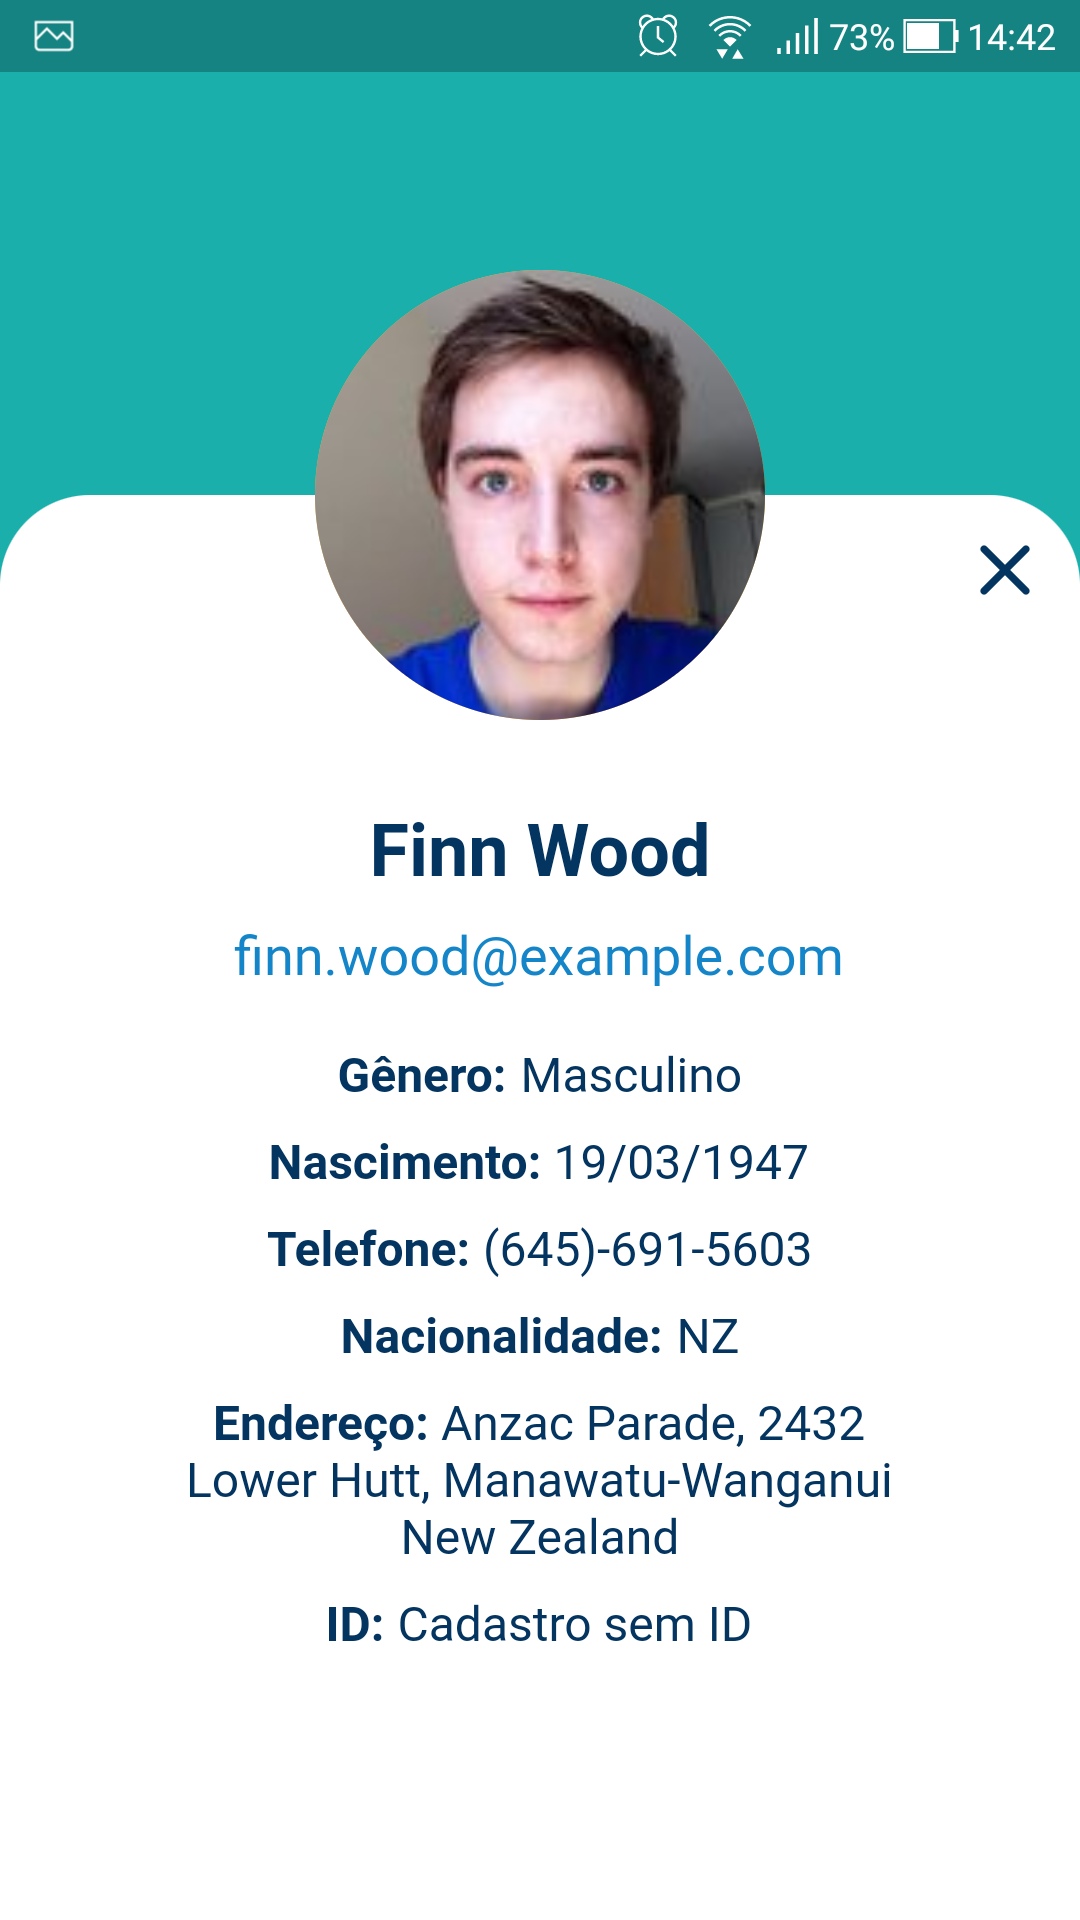 73% 14:42
Finn Wood
finn.wood@example.com
Gênero: Masculino
Nascimento: 19/03/1947
Telefone: (645)-691-5603
Nacionalidade: NZ
Endereço: Anzac Parade, 2432
Lower Hutt, Manawatu-Wanganui
New Zealand
ID: Cadastro sem ID